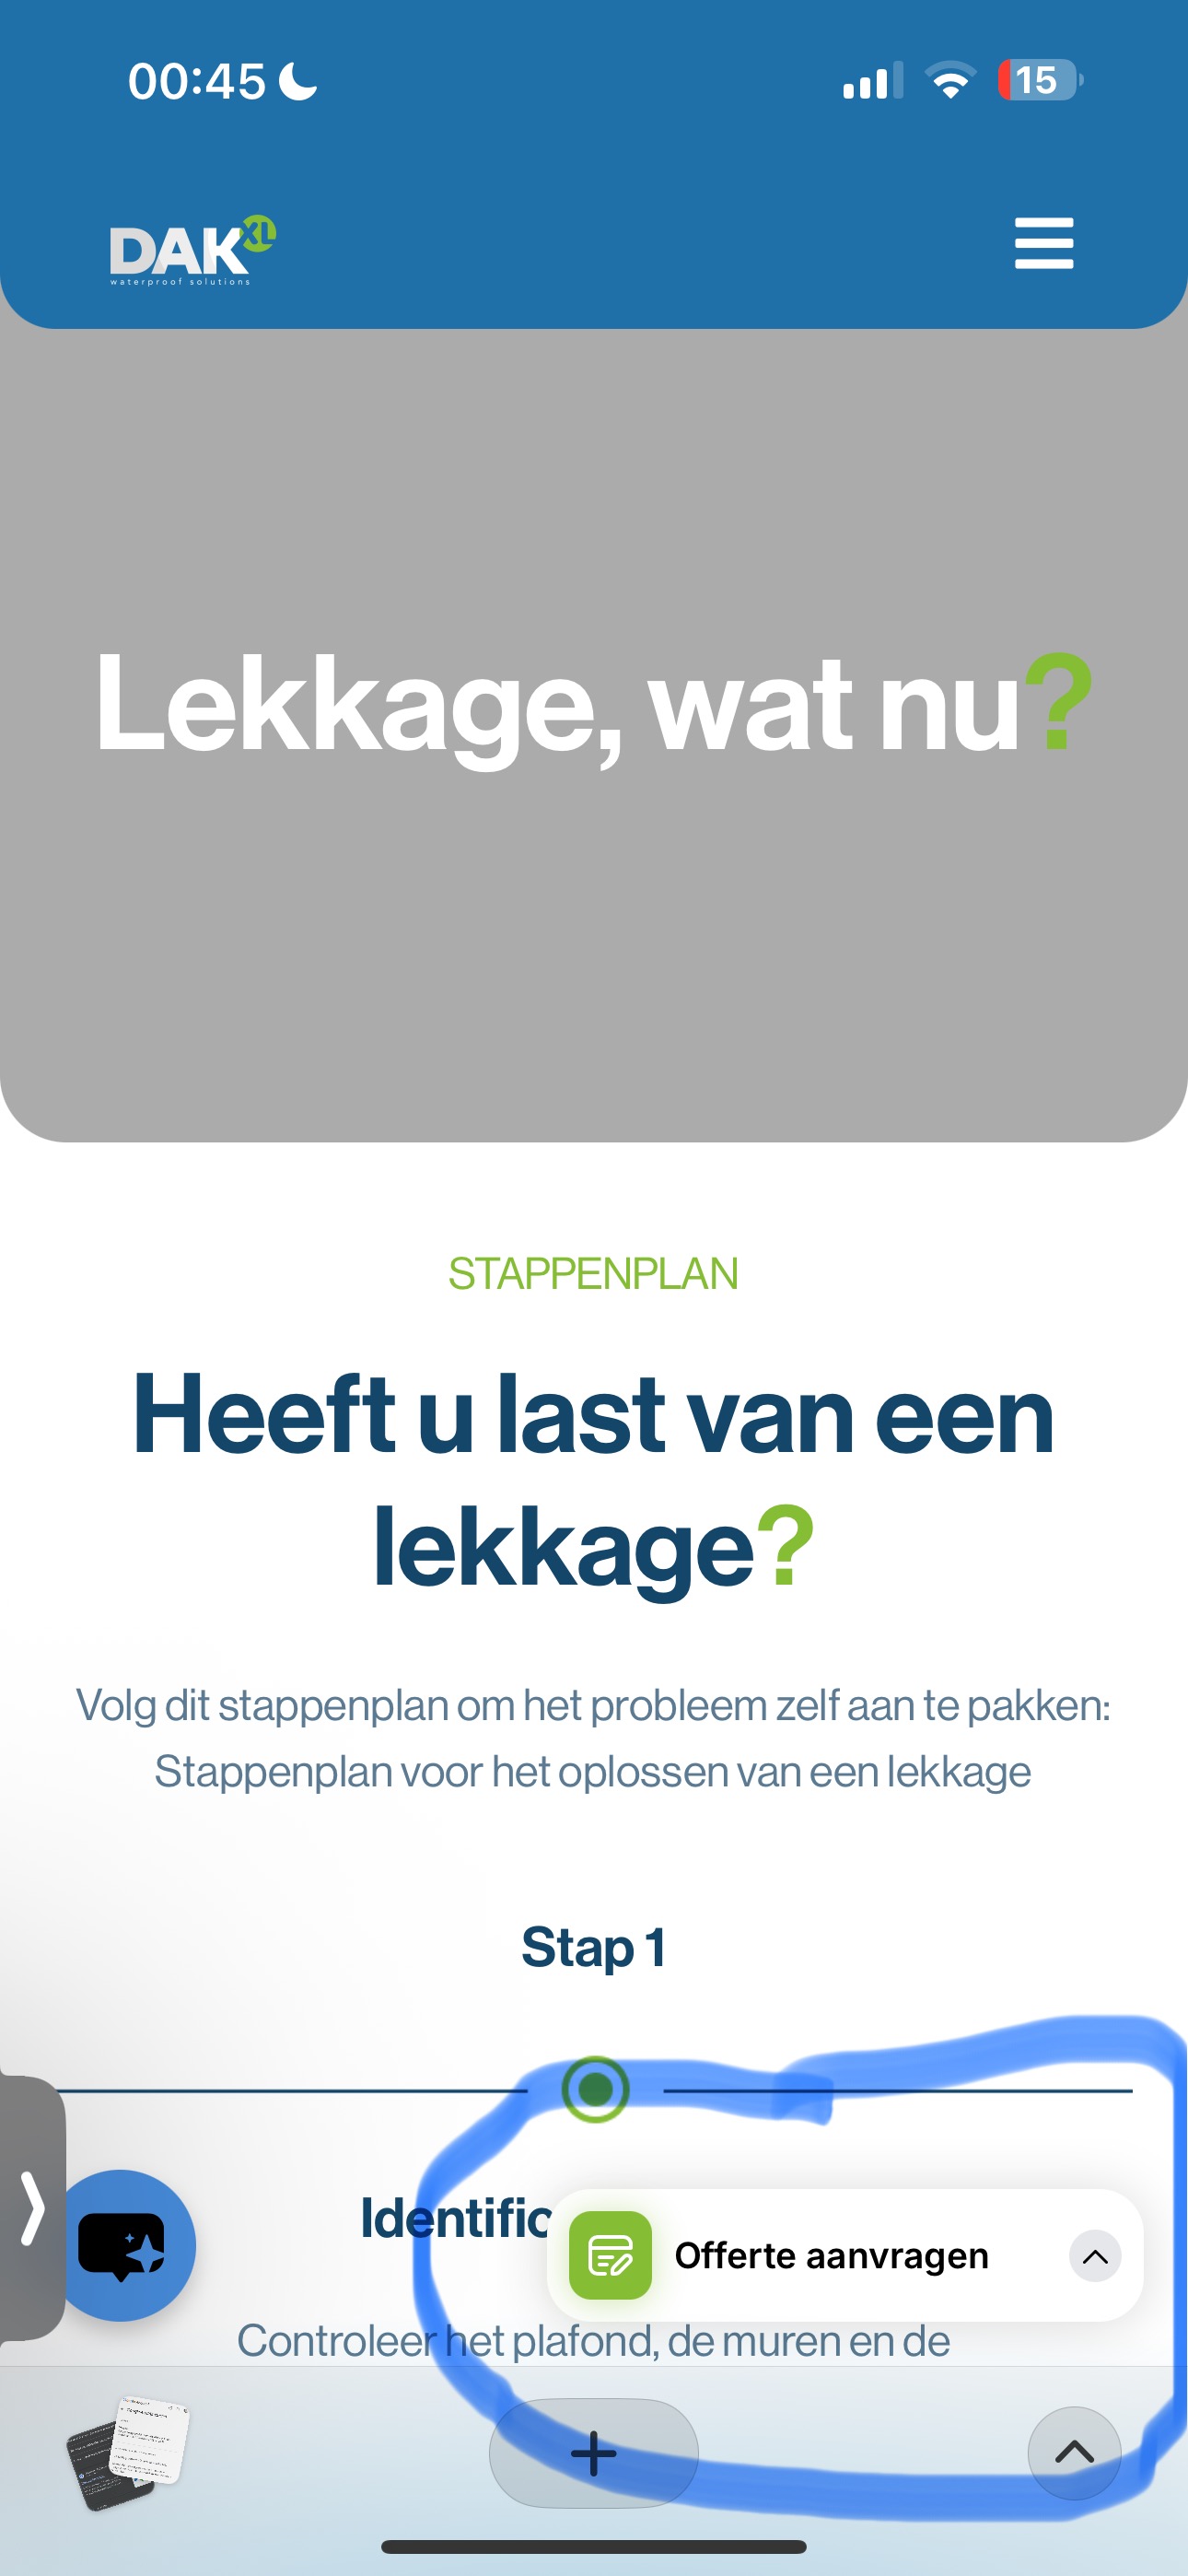 00:45
15
DAK XL
waterproof solutions
Lekkage, wat nu?
STAPPENPLAN
Heeft u last van een
lekkage?
Volg dit stappenplan om het probleem zelf aan te pakken:
Stappenplan voor het oplossen van een lekkage
Stap 1
Identific
Offerte aanvragen
Controleer het plafond, de muren en de